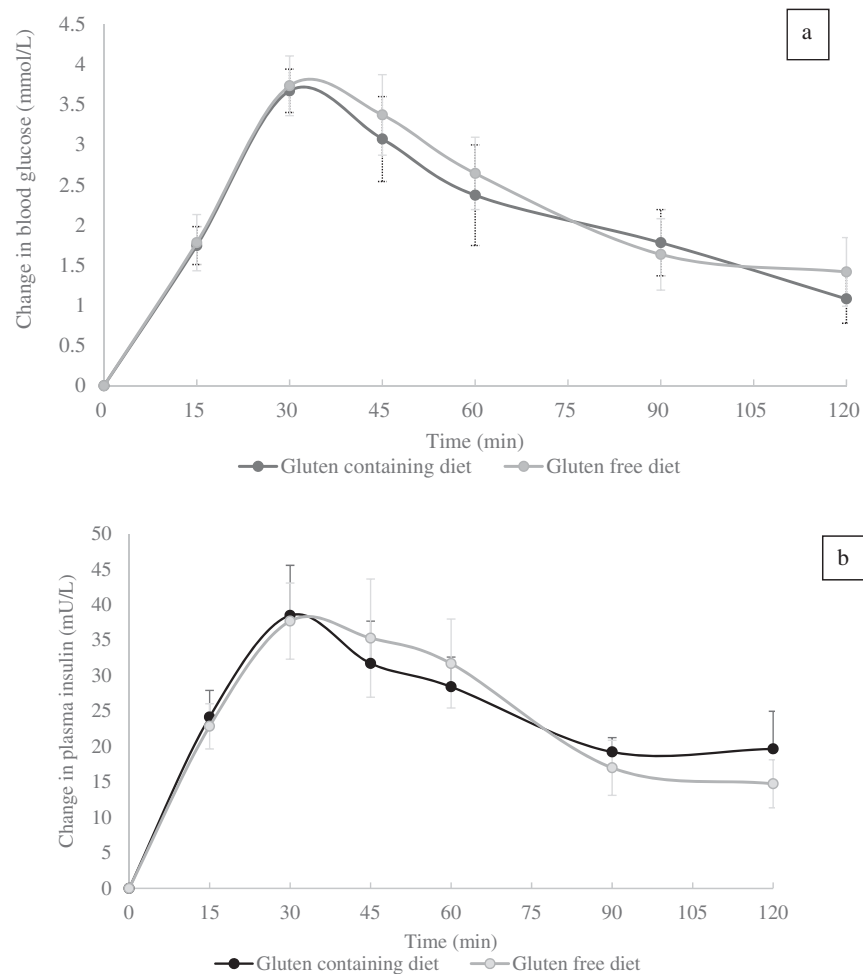 a
Change in blood glucose (mmol/L)
4.5
4
3.5
3
2.5
2
1.5
1
0.5
0
0 15 30 45 60 75 90 105 120
Time (min)
Gluten containing diet Gluten free diet
b
Change in plasma insulin (mU/L)
50
45
40
35
30
25
20
15
10
5
0
0 15 30 45 60 75 90 105 120
Time (min)
Gluten containing diet Gluten free diet